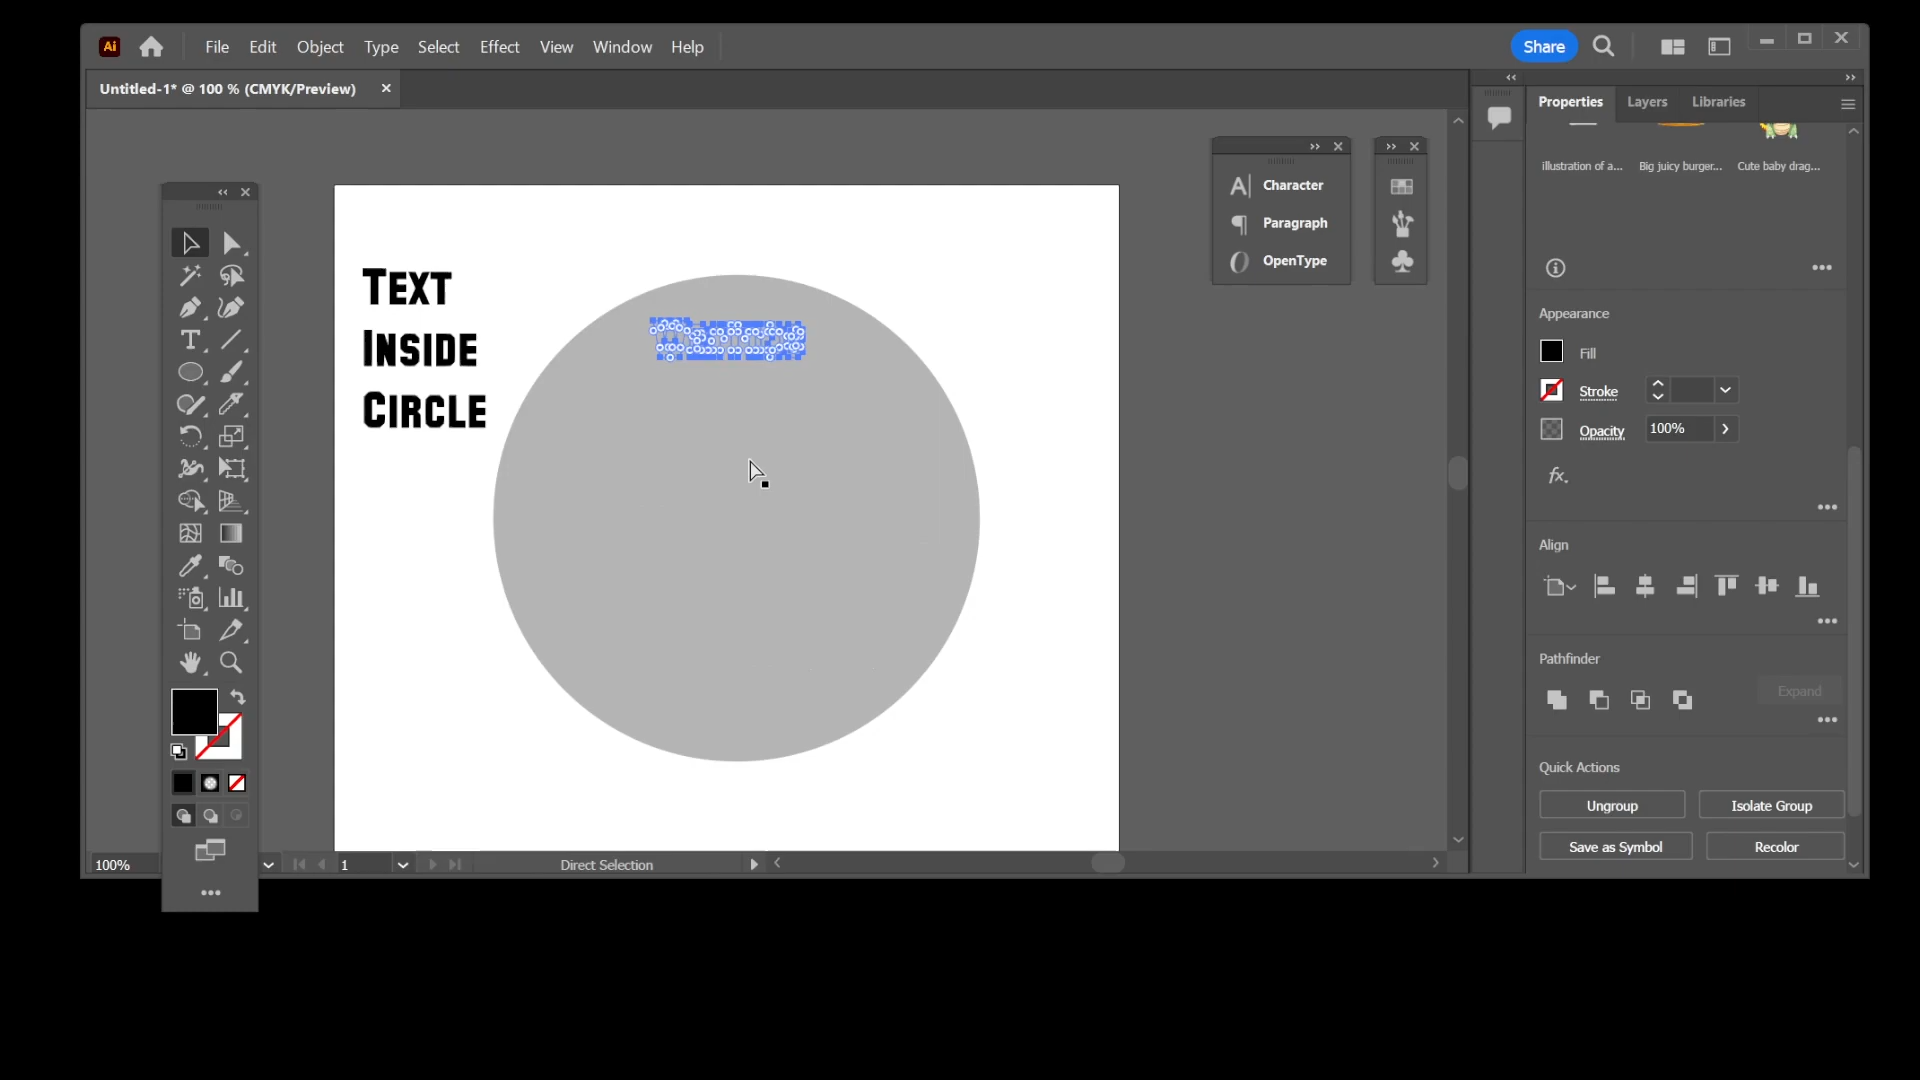 Ai
File Edit Object Type Select Effect View Window Help
Share
Untitled-1* @ 100 % (CMYK/Preview)
Properties Layers Libraries
illustration of a... Big juicy burger... Cute baby drag...
Character
Paragraph
OpenType
Text
Inside
Circle
Appearance
Fill
Stroke
Opacity 100%
fx.
Align
Pathfinder
Expand
Quick Actions
Ungroup Isolate Group
Save as Symbol Recolor
100% 1 Direct Selection